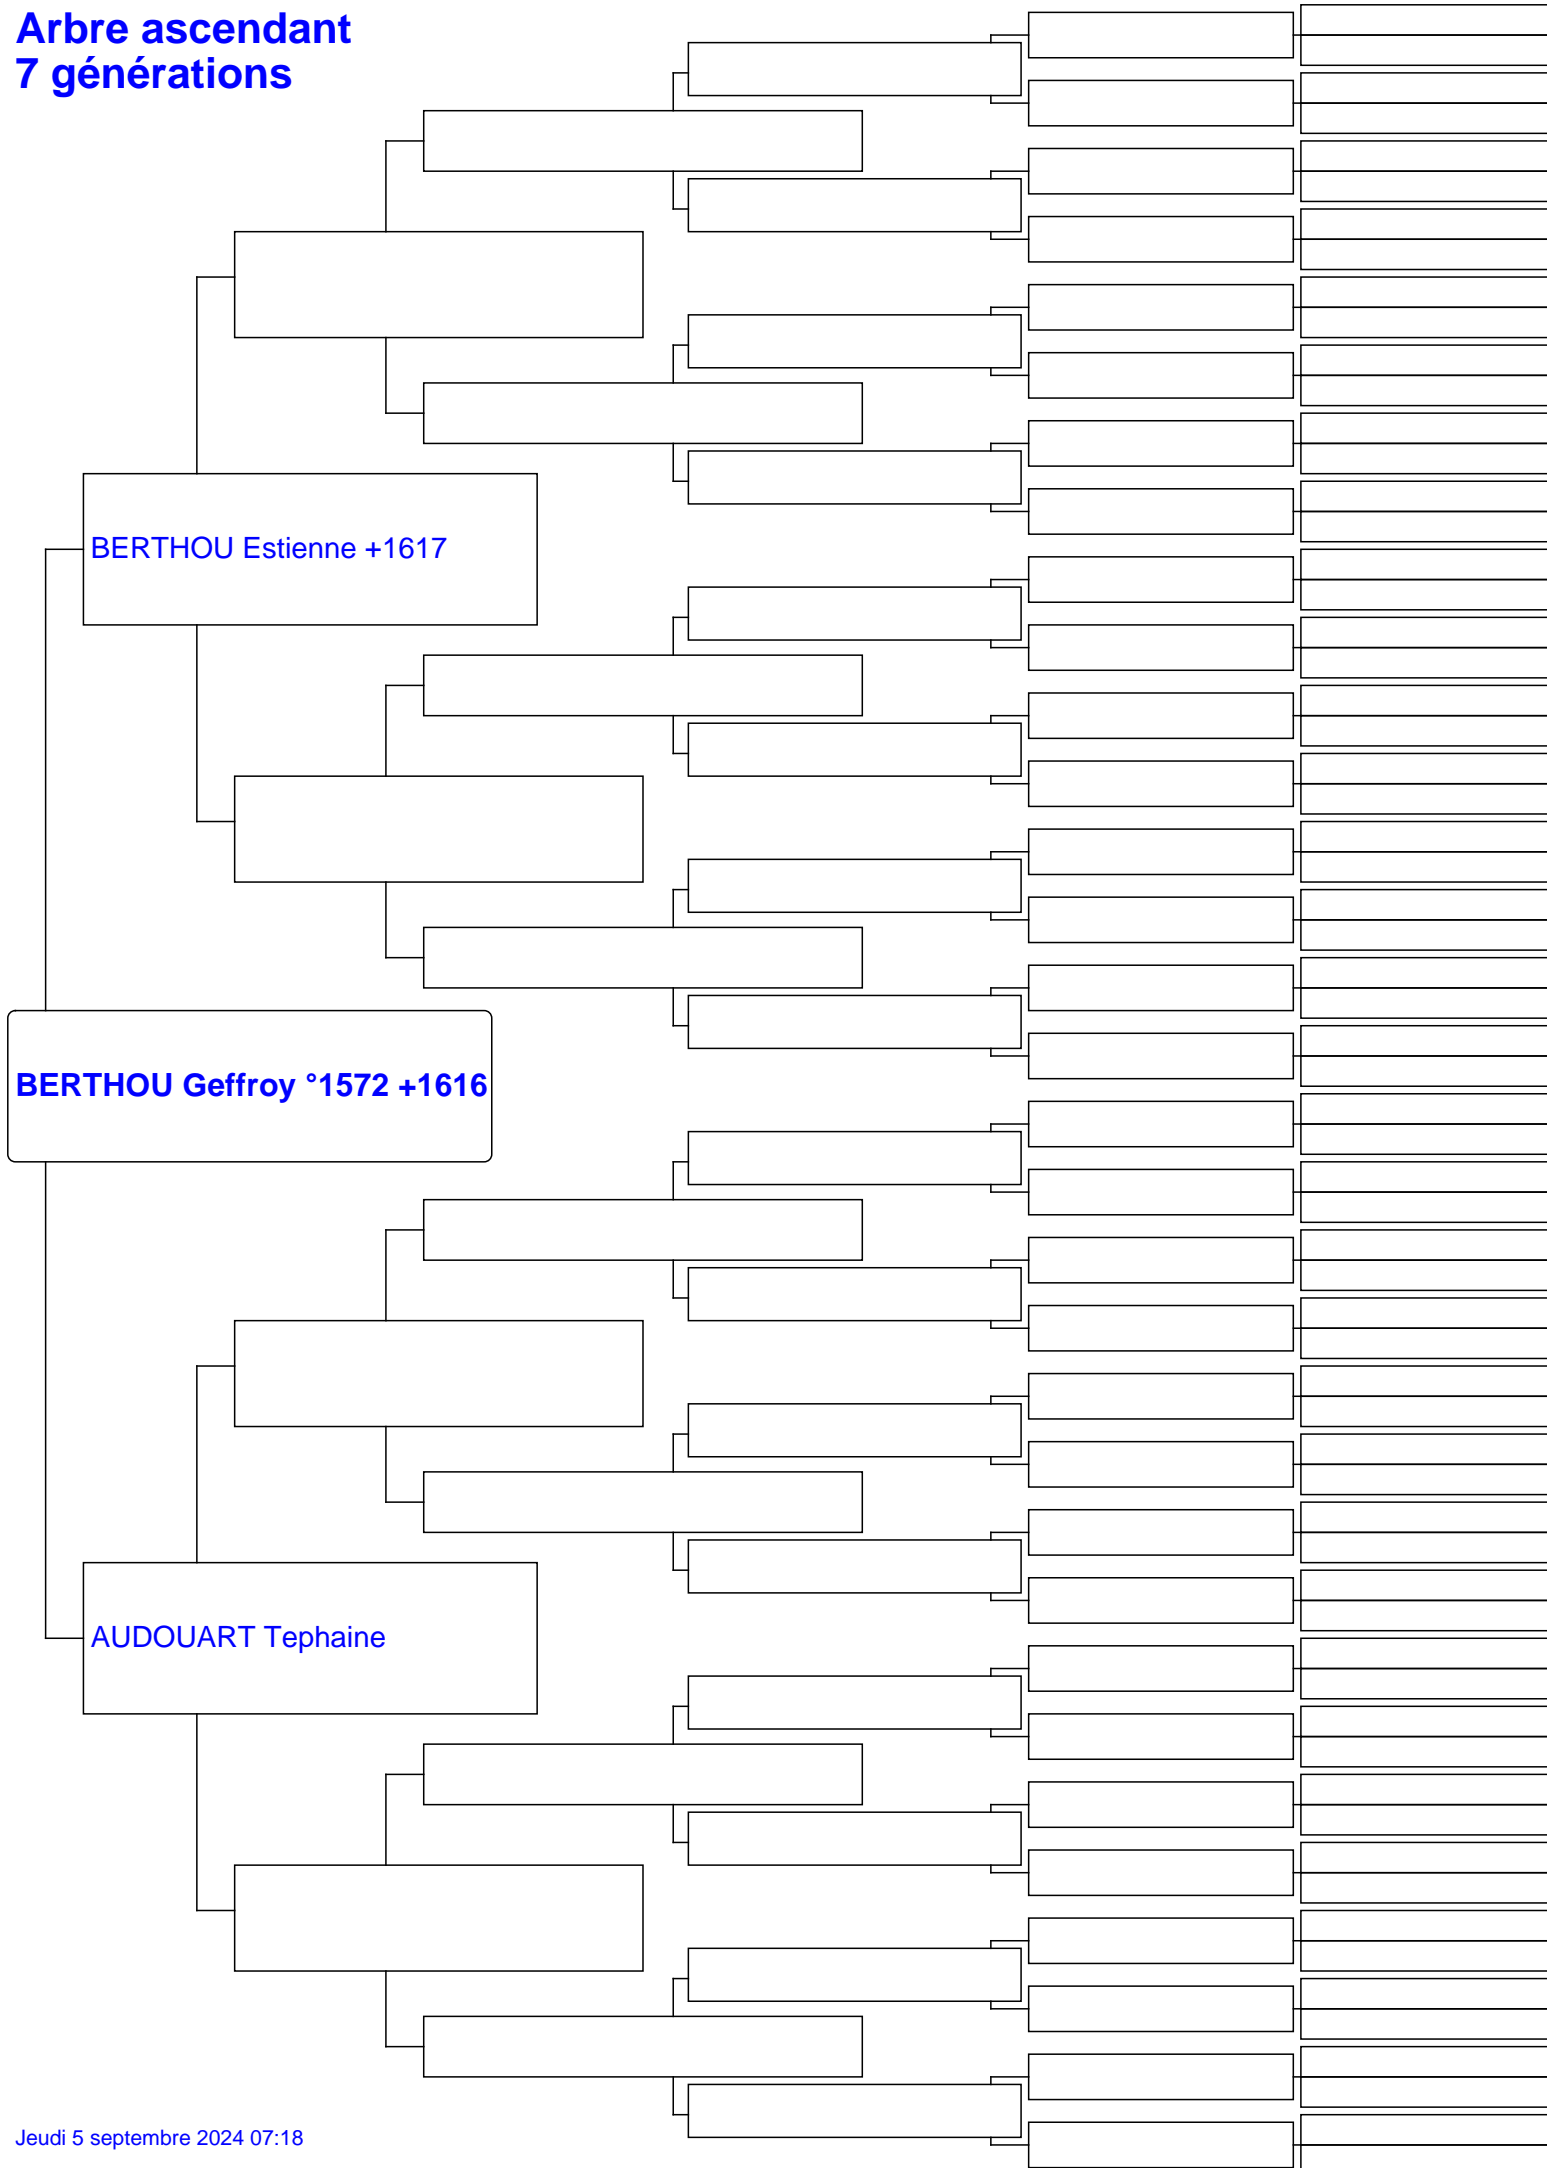 Arbre ascendant
7 générations
BERTHOU Estienne +1617
BERTHOU Geffroy °1572 +1616
AUDOUART Tephaine
Jeudi 5 septembre 2024 07:18